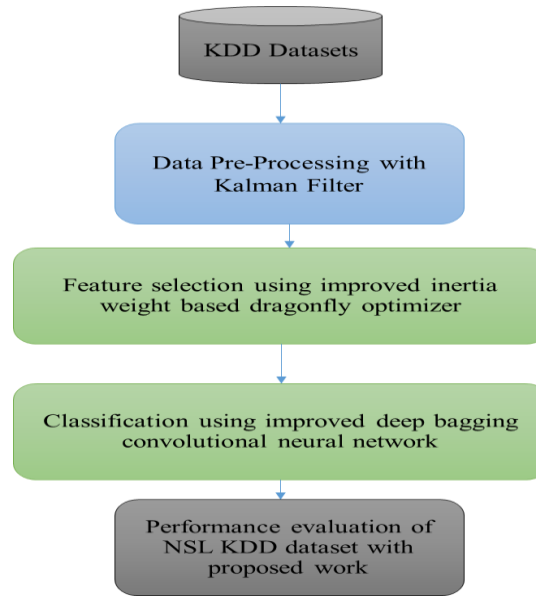 KDD Datasets
Data Pre-Processing with
Kalman Filter
Feature selection using improved inertia
weight based dragonfly optimizer
Classification using improved deep bagging
convolutional neural network
Performance evaluation of
NSL KDD dataset with
proposed work